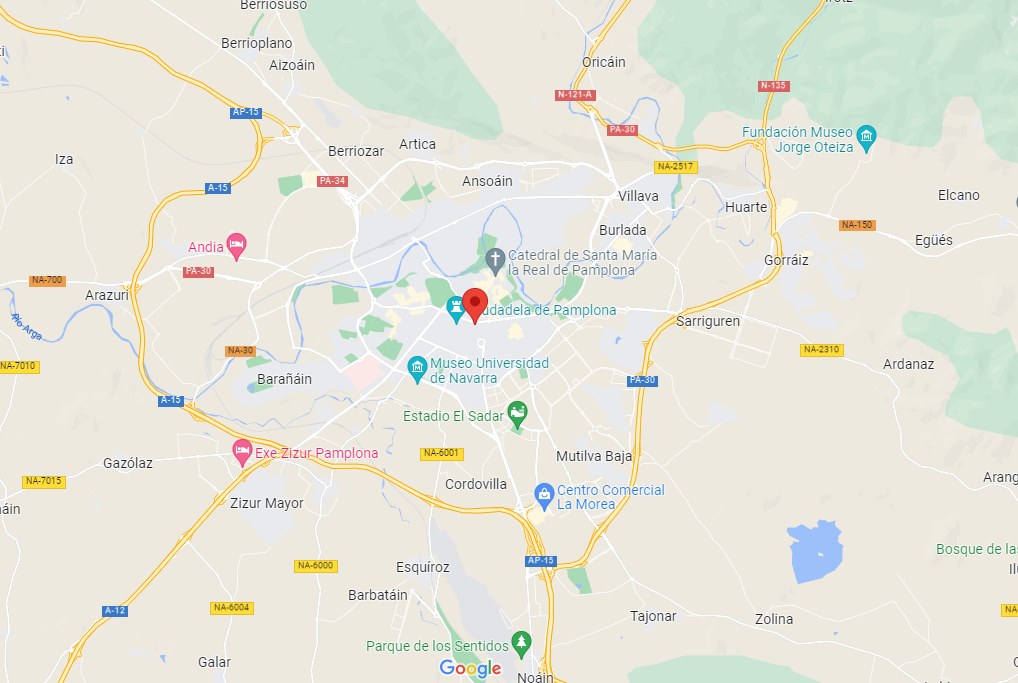 Berriosuso
Berrioplano
Aizoáin
Oricáin
N-135
N-121-A
AP-15
PA-30
Fundación Museo
Jorge Oteiza
Artica
Berriozar
Iza
NA-2517
PA-34
Ansoáin
A-15
Villava
Elcano
Huarte
NA-150
Burlada
Egüés
Andia
Catedral de Santa María
la Real de Pamplona
Gorráiz
PA-30
NA-700
Azaruri
Río Arga
udadela de Pamplona
Sarriguren
NA-30
NA-2310
NA-7010
Museo Universidad
de Navarra
Ardanaz
Barañáin
PA-30
A-15
Estadio El Sadar
Exe Zizur Pamplona
NA-6001
Mutilva Baja
Gazólaz
NA-7015
Cordovilla
Centro Comercial
La Morea
Zizur Mayor
áin
Arang
Bosque de las
AP-15
NA-6000
Esquíroz
Barbatáin
NA-6004
A-12
NA
Tajonar
Zolina
Parque de los Sentidos
Galar
Google
Noáin